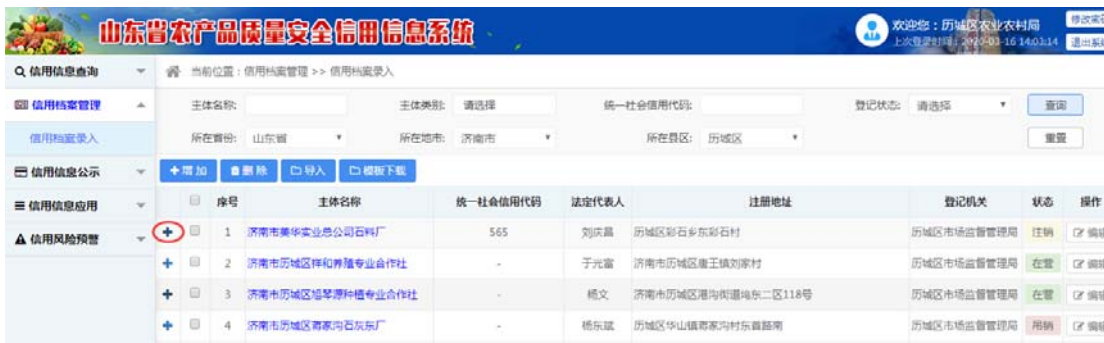 山东省农产品质量安全信用信息系统
欢迎您：历城区农业农村局
上次登录时间：2020-03-16 14:03:14
退出系
信用信息查询
当前位置：信用档案管理 >> 信用档案录入
信用档案管理
主体名称: 主体类别: 请选择 统一社会信用代码: 登记状态: 请选择 查询
信用档案录入
所在省份: 山东省 所在地市: 济南市 所在县区: 历城区 重置
信用信息公示
增加 删除 导入 模板下载
信用信息应用
序号 主体名称 统一社会信用代码 法定代表人 注册地址 登记机关 状态 操作
信用风险预警
1 济南市美华实业总公司石料厂 565 刘庆昌 历城区彩石乡东彩石村 历城区市场监督管理局 注销 编辑
2 济南市历城区祥和养殖专业合作社 - 于元富 济南市历城区唐王镇刘家村 历城区市场监督管理局 在营 编辑
3 济南市历城区旭琴源种植专业合作社 - 杨文 济南市历城区港沟街道坞东二区118号 历城区市场监督管理局 在营 编辑
4 济南市历城区蒋家沟石灰东厂 - 杨东斌 历城区华山镇蒋家沟村东首路南 历城区市场监督管理局 吊销 编辑